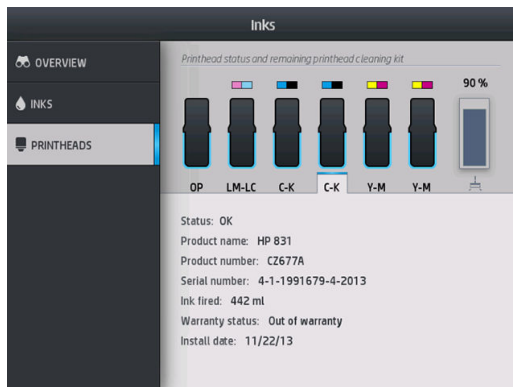 Inks
OVERVIEW
INKS
PRINTHEADS
Printhead status and remaining printhead cleaning kit
90 %
OP LM-LC C-K C-K Y-M Y-M
Status: OK
Product name: HP 831
Product number: CZ677A
Serial number: 4-1-1991679-4-2013
Ink fired: 442 ml
Warranty status: Out of warranty
Install date: 11/22/13